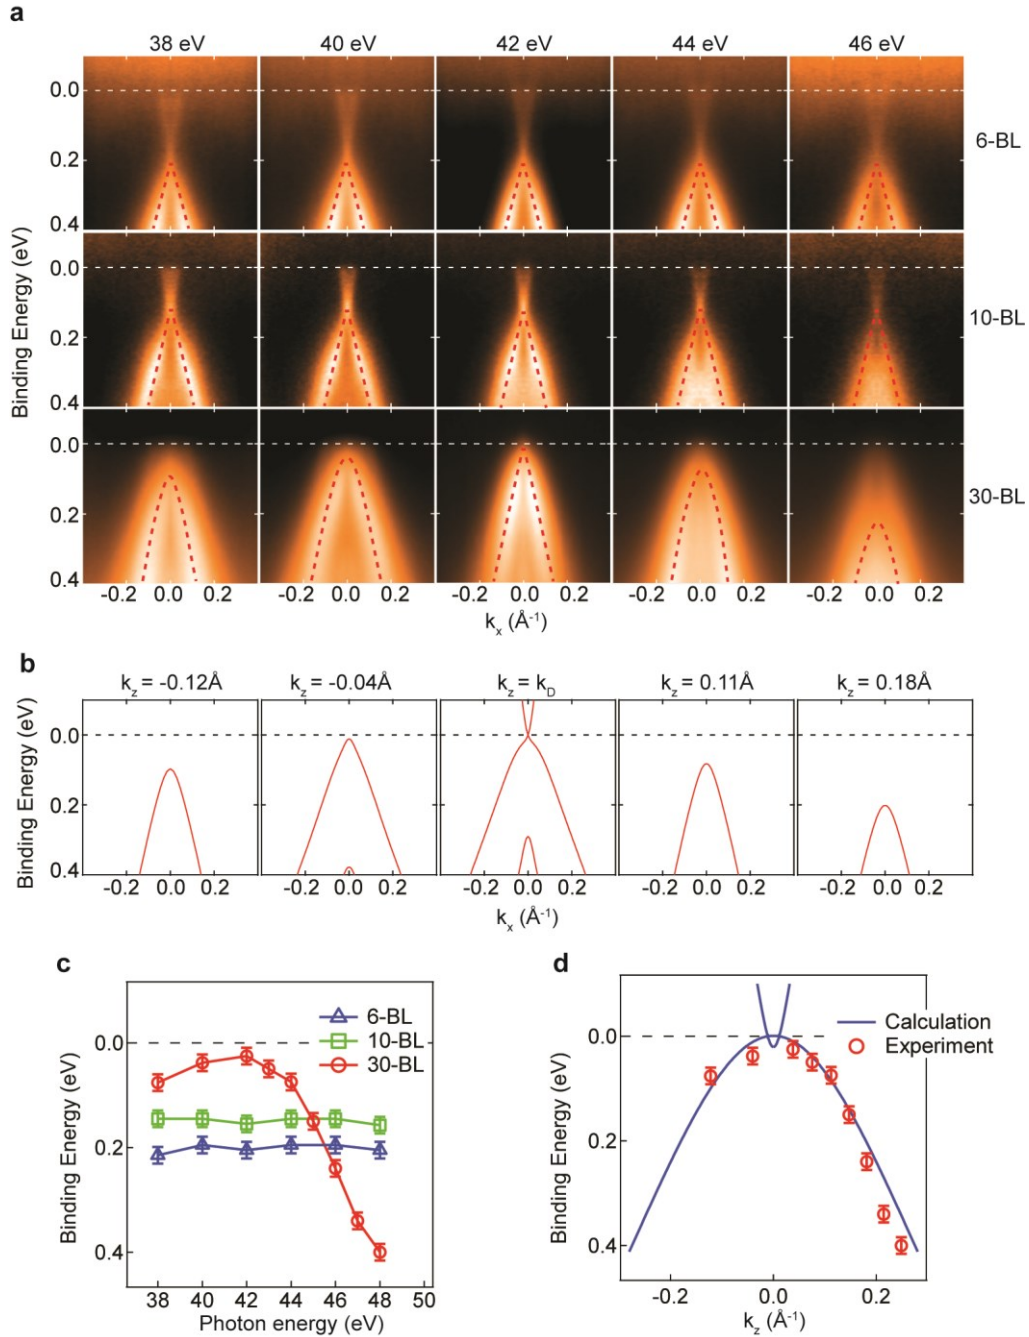 a
38 eV 40 eV 42 eV 44 eV 46 eV
0.0
0.2
6-BL
0.4
0.0
Binding Energy (eV)
10-BL
0.2
0.4
0.0
30-BL
0.2
0.4
-0.2 0.0 0.2 -0.2 0.0 0.2 -0.2 0.0 0.2 -0.2 0.0 0.2 -0.2 0.0 0.2
kₓ (Å⁻¹)
b
k_z = -0.12Å k_z = -0.04Å k_z = k_D k_z = 0.11Å k_z = 0.18Å
Binding Energy (eV)
0.0
0.2
0.4
-0.2 0.0 0.2 -0.2 0.0 0.2 -0.2 0.0 0.2 -0.2 0.0 0.2 -0.2 0.0 0.2
kₓ (Å⁻¹)
c
Binding Energy (eV)
0.0
0.2
0.4
6-BL
10-BL
30-BL
38 40 42 44 46 48 50
Photon energy (eV)
d
Binding Energy (eV)
0.0
0.2
0.4
Calculation
Experiment
-0.2 0.0 0.2
k_z (Å⁻¹)